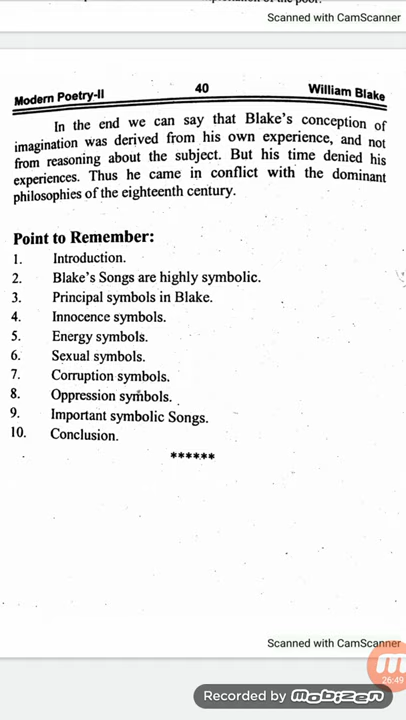 Scanned with CamScanner
Modern Poetry-II 40 William Blake
In the end we can say that Blake's conception of
imagination was derived from his own experience, and not
from reasoning about the subject. But his time denied his
experiences. Thus he came in conflict with the dominant
philosophies of the eighteenth century.
Point to Remember:
1. Introduction.
2. Blake's Songs are highly symbolic.
3. Principal symbols in Blake.
4. Innocence symbols.
5. Energy symbols.
6. Sexual symbols.
7. Corruption symbols.
8. Oppression symbols.
9. Important symbolic Songs.
10. Conclusion.
******
Scanned with CamScanner
26:49
Recorded by mobizen